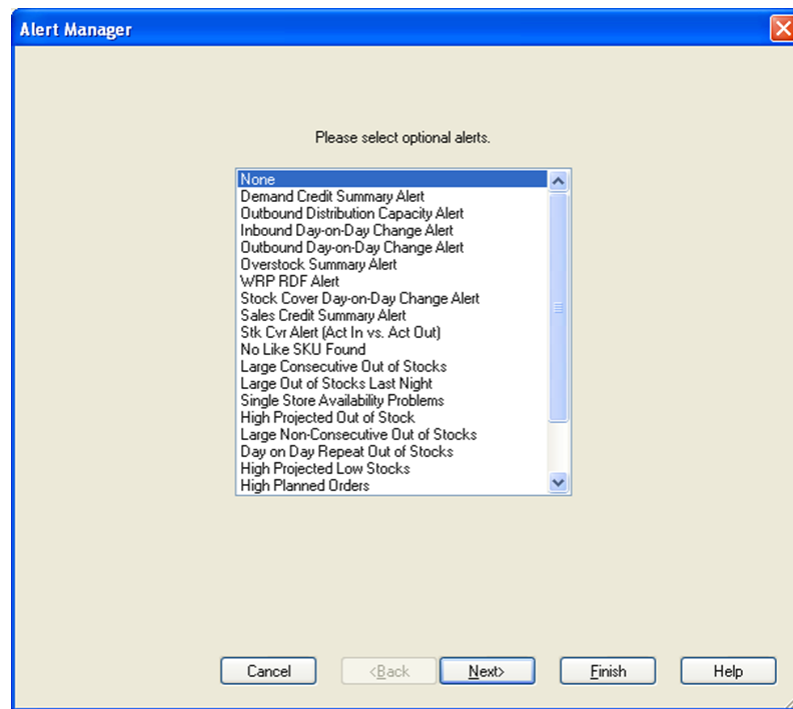 Alert Manager
Please select optional alerts.
None
Demand Credit Summary Alert
Outbound Distribution Capacity Alert
Inbound Day-on-Day Change Alert
Outbound Day-on-Day Change Alert
Overstock Summary Alert
WRP RDF Alert
Stock Cover Day-on-Day Change Alert
Sales Credit Summary Alert
Stk Cvr Alert (Act In vs. Act Out)
No Like SKU Found
Large Consecutive Out of Stocks
Large Out of Stocks Last Night
Single Store Availability Problems
High Projected Out of Stock
Large Non-Consecutive Out of Stocks
Day on Day Repeat Out of Stocks
High Projected Low Stocks
High Planned Orders
Cancel <Back Next> Finish Help